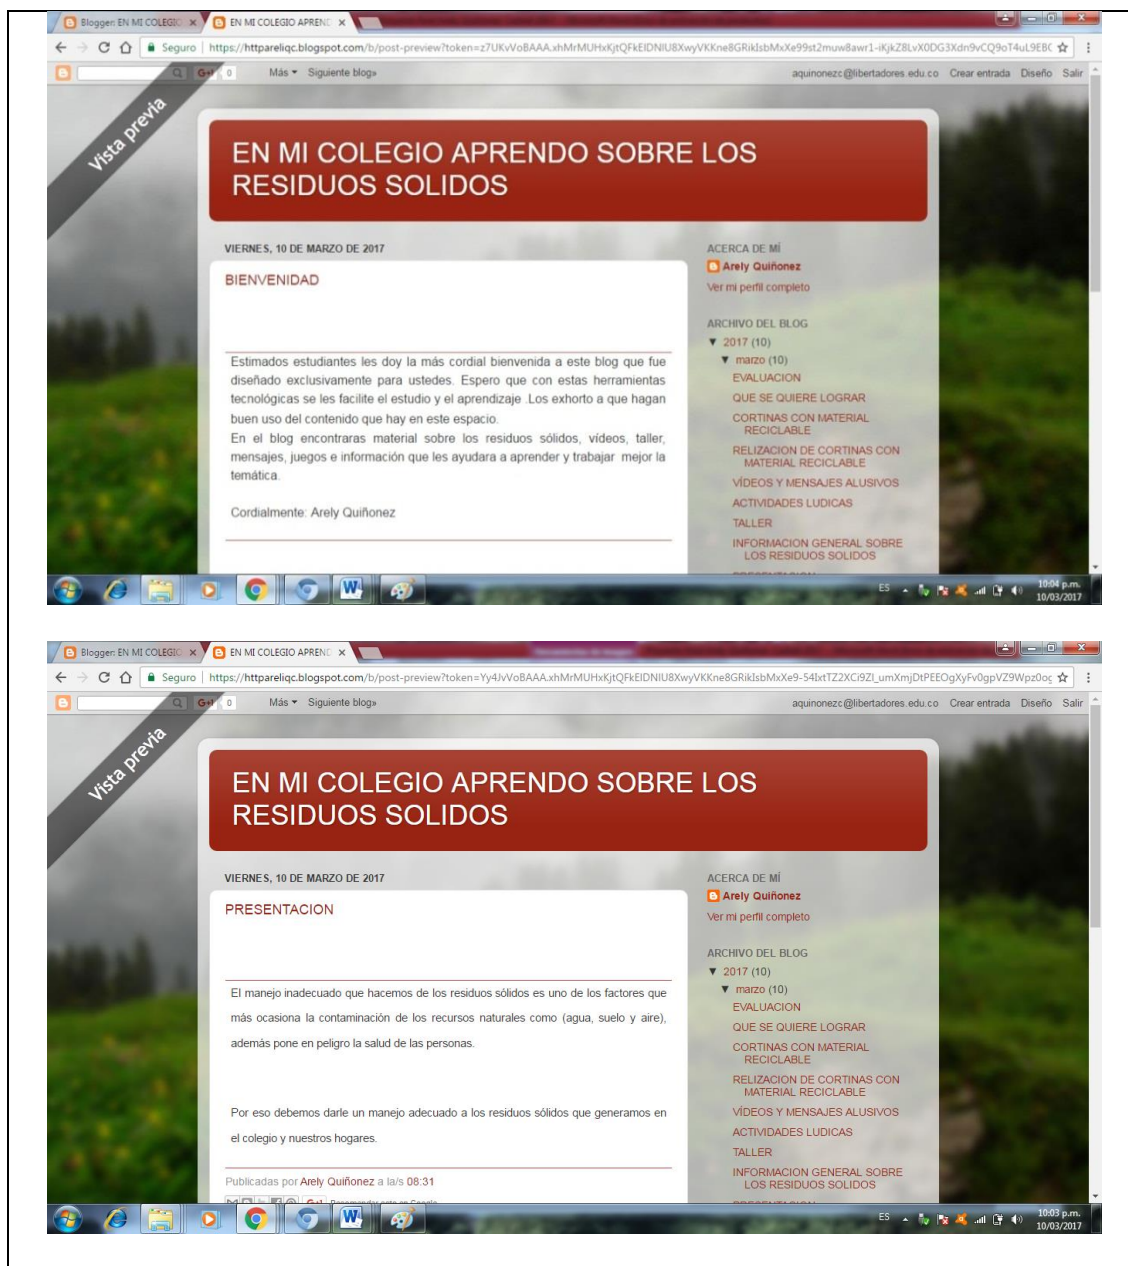 Blogger: EN MI COLEGIO
EN MI COLEGIO APREND
Seguro | https://httpareliqc.blogspot.com/b/post-preview?token=
G+1 0 Más Siguiente blog» aquinonezc@libertadores.edu.co Crear entrada Diseño Salir
Vista previa
EN MI COLEGIO APRENDO SOBRE LOS
RESIDUOS SOLIDOS
VIERNES, 10 DE MARZO DE 2017
BIENVENIDAD
Estimados estudiantes les doy la más cordial bienvenida a este blog que fue
diseñado exclusivamente para ustedes. Espero que con estas herramientas
tecnológicas se les facilite el estudio y el aprendizaje .Los exhorto a que hagan
buen uso del contenido que hay en este espacio.
En el blog encontraras material sobre los residuos sólidos, vídeos, taller,
mensajes, juegos e información que les ayudara a aprender y trabajar mejor la
temática.
Cordialmente: Arely Quiñonez
ACERCA DE MÍ
Arely Quiñonez
Ver mi perfil completo
ARCHIVO DEL BLOG
▼ 2017 (10)
▼ marzo (10)
EVALUACION
QUE SE QUIERE LOGRAR
CORTINAS CON MATERIAL
RECICLABLE
RELIZACION DE CORTINAS CON
MATERIAL RECICLABLE
VÍDEOS Y MENSAJES ALUSIVOS
ACTIVIDADES LUDICAS
TALLER
INFORMACION GENERAL SOBRE
LOS RESIDUOS SOLIDOS
PRESENTACION
ES 10:04 p.m.
10/03/2017
Blogger: EN MI COLEGIO
EN MI COLEGIO APREND
Seguro | https://httpareliqc.blogspot.com/b/post-preview?token=
G+1 0 Más Siguiente blog» aquinonezc@libertadores.edu.co Crear entrada Diseño Salir
Vista previa
EN MI COLEGIO APRENDO SOBRE LOS
RESIDUOS SOLIDOS
VIERNES, 10 DE MARZO DE 2017
PRESENTACION
El manejo inadecuado que hacemos de los residuos sólidos es uno de los factores que
más ocasiona la contaminación de los recursos naturales como (agua, suelo y aire),
además pone en peligro la salud de las personas.
Por eso debemos darle un manejo adecuado a los residuos sólidos que generamos en
el colegio y nuestros hogares.
Publicadas por Arely Quiñonez a la/s 08:31
G+1 Recomendar esto en Google
ACERCA DE MÍ
Arely Quiñonez
Ver mi perfil completo
ARCHIVO DEL BLOG
▼ 2017 (10)
▼ marzo (10)
EVALUACION
QUE SE QUIERE LOGRAR
CORTINAS CON MATERIAL
RECICLABLE
RELIZACION DE CORTINAS CON
MATERIAL RECICLABLE
VÍDEOS Y MENSAJES ALUSIVOS
ACTIVIDADES LUDICAS
TALLER
INFORMACION GENERAL SOBRE
LOS RESIDUOS SOLIDOS
PRESENTACION
ES 10:03 p.m.
10/03/2017